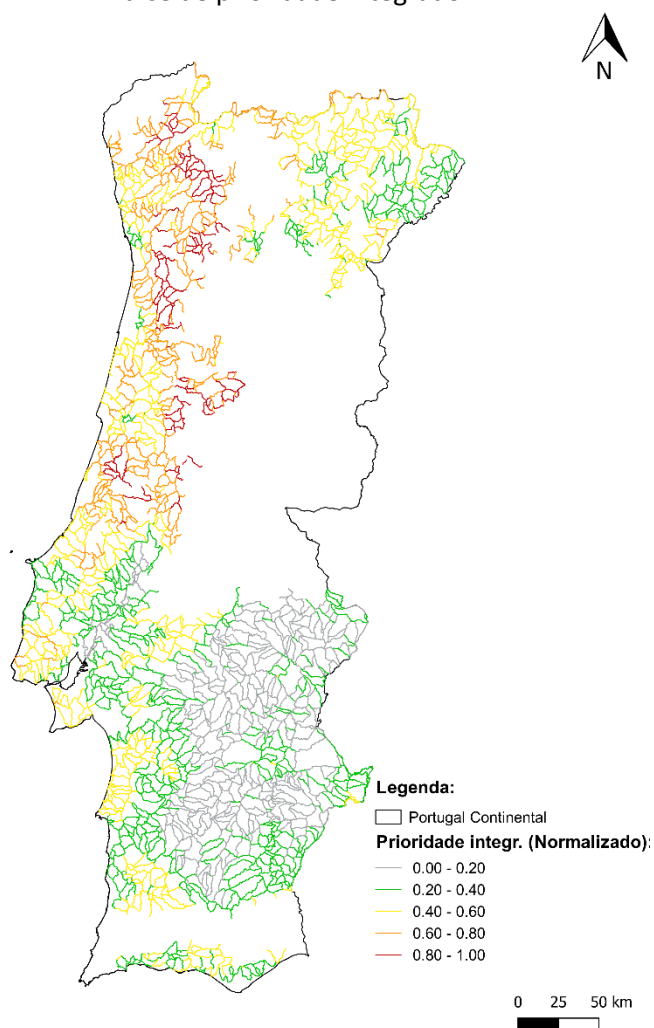 N
Legenda:
Portugal Continental
Prioridade integr. (Normalizado):
0.00 - 0.20
0.20 - 0.40
0.40 - 0.60
0.60 - 0.80
0.80 - 1.00
0 25 50 km